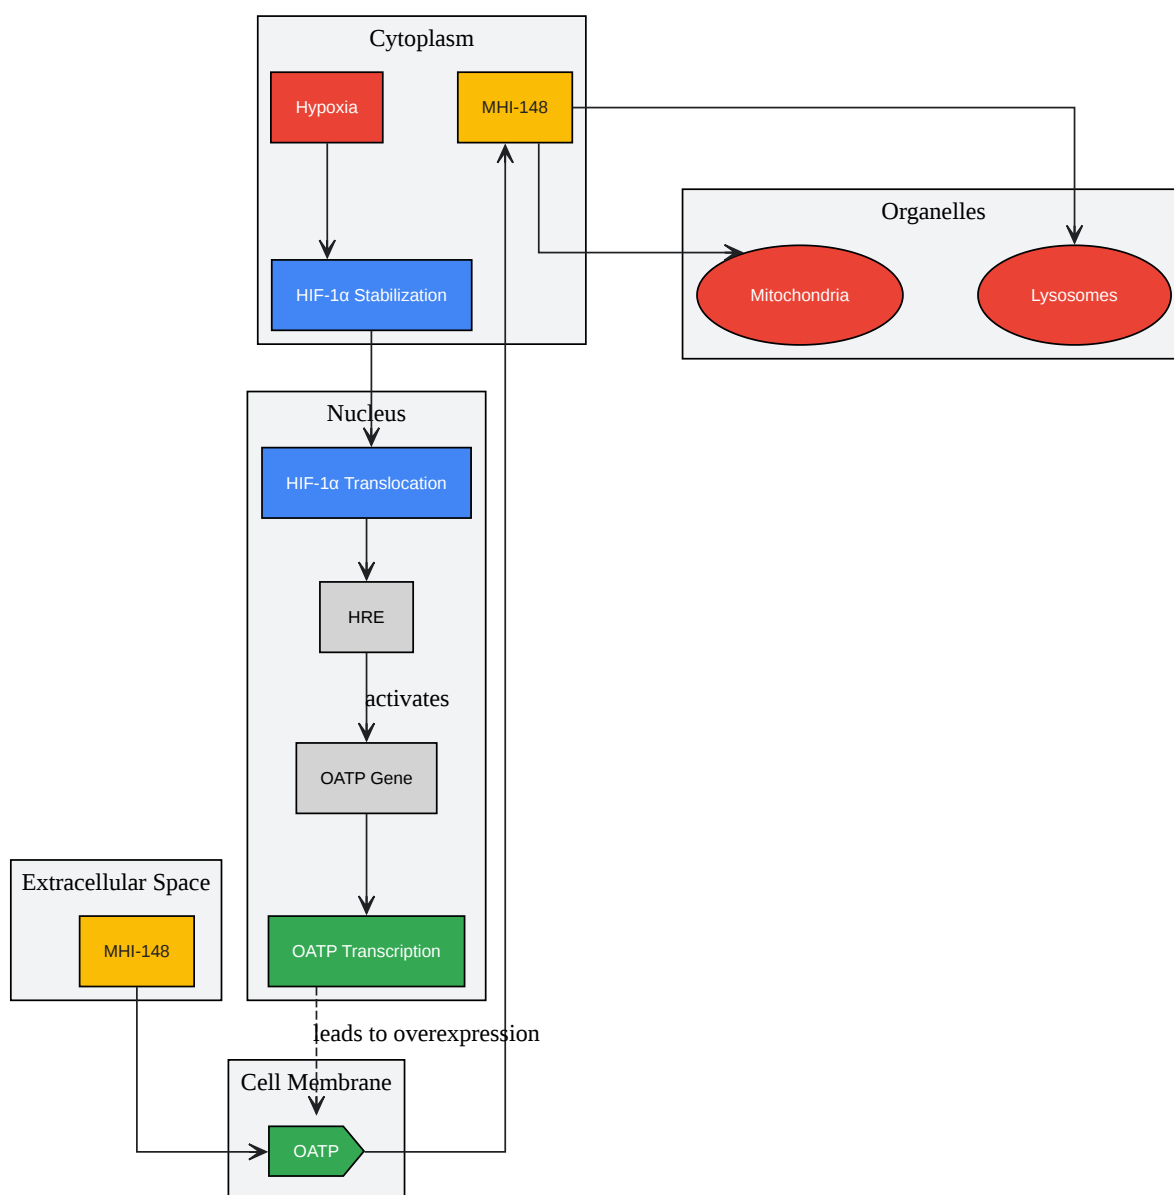 Cytoplasm
Hypoxia
MHI-148
Organelles
Mitochondria
Lysosomes
HIF-1α Stabilization
Nucleus
HIF-1α Translocation
HRE
activates
OATP Gene
Extracellular Space
MHI-148
OATP Transcription
leads to overexpression
Cell Membrane
OATP